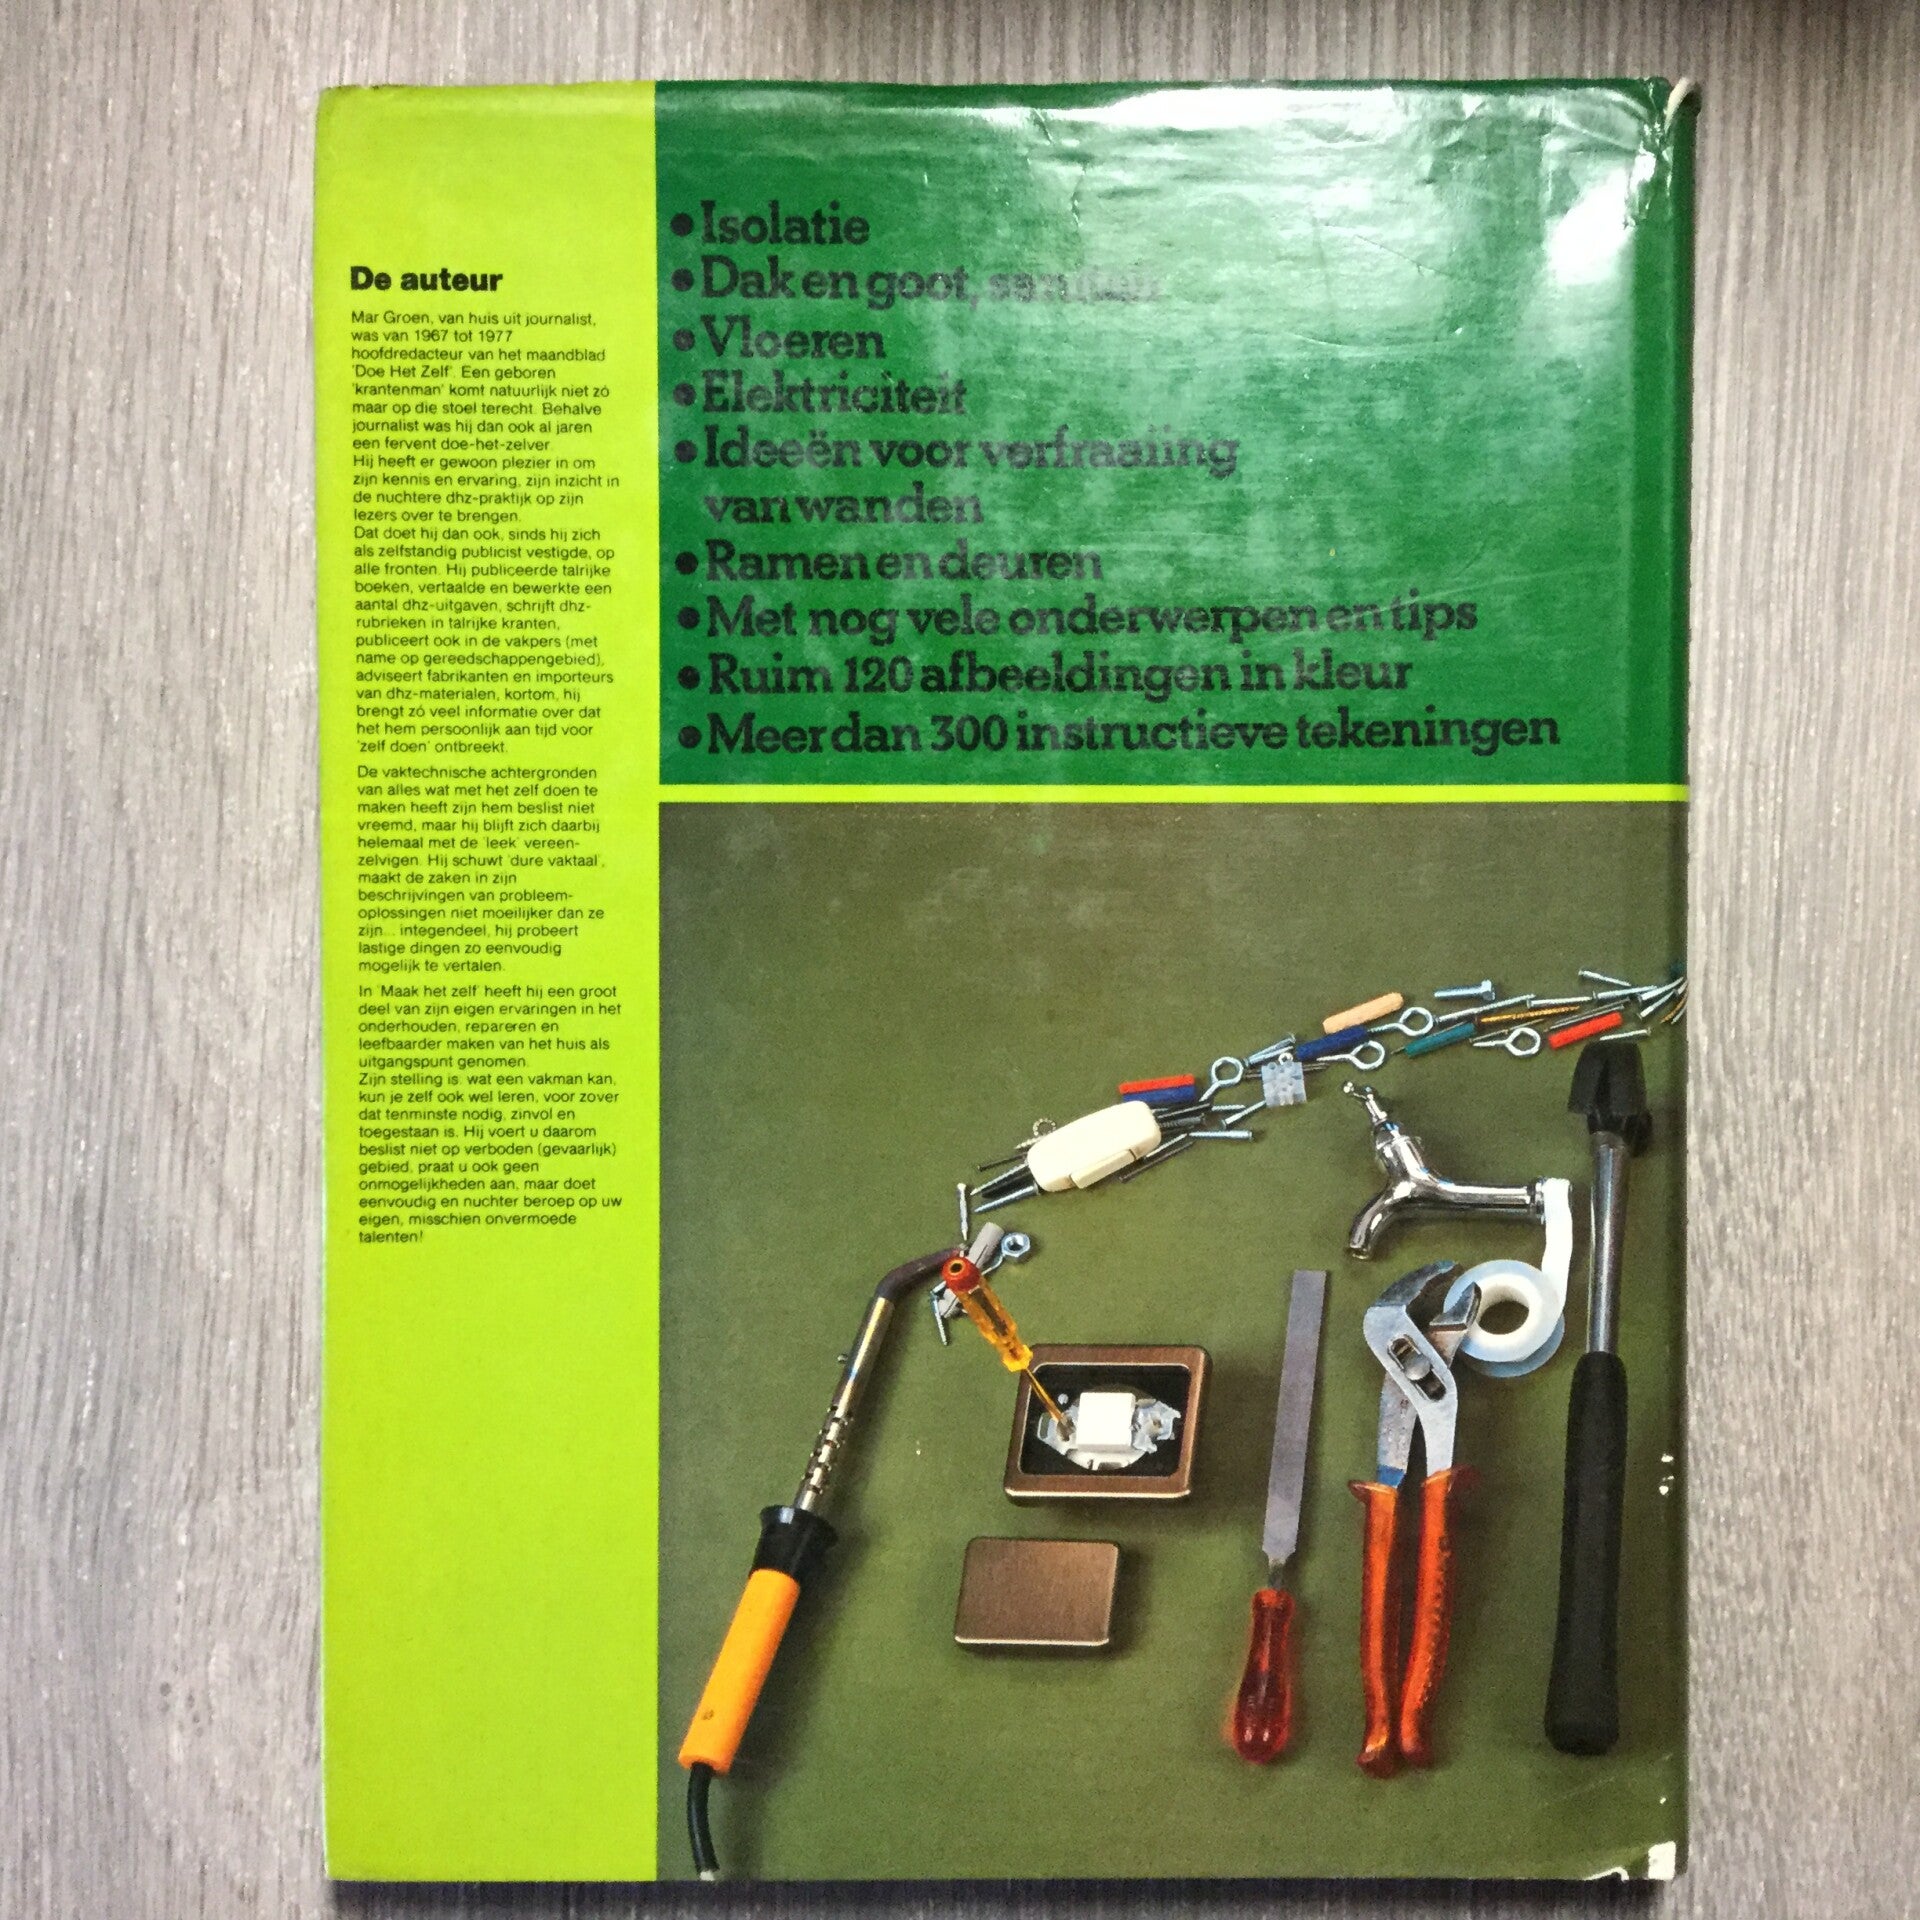 De auteur
Mar Groen, van huis uit journalist,
was van 1967 tot 1977
hoofdredacteur van het maandblad
'Doe Het Zelf'. Een geboren
'krantenman' komt natuurlijk niet zó
maar op die stoel terecht. Behalve
journalist was hij dan ook al jaren
een fervent doe-het-zelver.
Hij heeft er gewoon plezier in om
zijn kennis en ervaring, zijn inzicht in
de nuchtere dhz-praktijk op zijn
lezers over te brengen.
Dat doet hij dan ook, sinds hij zich
als zelfstandig publicist vestigde, op
alle fronten. Hij publiceerde talrijke
boeken, vertaalde en bewerkte een
aantal dhz-uitgaven, schrijft dhz-
rubrieken in talrijke kranten,
publiceert ook in de vakpers (met
name op gereedschappengebied),
adviseert fabrikanten en importeurs
van dhz-materialen, kortom, hij
brengt zó veel informatie over dat
het hem persoonlijk aan tijd voor
'zelf doen' ontbreekt.
De vaktechnische achtergronden
van alles wat met het zelf doen te
maken heeft zijn hem beslist niet
vreemd, maar hij blijft zich daarbij
helemaal met de 'leek' vereen-
zelvigen. Hij schuwt 'dure vaktaal',
maakt de zaken in zijn
beschrijvingen van probleem-
oplossingen niet moeilijker dan ze
zijn... integendeel, hij probeert
lastige dingen zo eenvoudig
mogelijk te vertalen.
In 'Maak het zelf' heeft hij een groot
deel van zijn eigen ervaringen in het
onderhouden, repareren en
leefbaarder maken van het huis als
uitgangspunt genomen.
Zijn stelling is: wat een vakman kan,
kun je zelf ook wel leren, voor zover
dat tenminste nodig, zinvol en
toegestaan is. Hij voert u daarom
beslist niet op verboden (gevaarlijk)
gebied, praat u ook geen
onmogelijkheden aan, maar doet
eenvoudig en nuchter beroep op uw
eigen, misschien onvermoede
talenten!
• Isolatie
• Dak en goot, sanitair
• Vloeren
• Elektriciteit
• Ideeën voor verfraaiing
van wanden
• Ramen en deuren
• Met nog vele onderwerpen en tips
• Ruim 120 afbeeldingen in kleur
• Meer dan 300 instructieve tekeningen